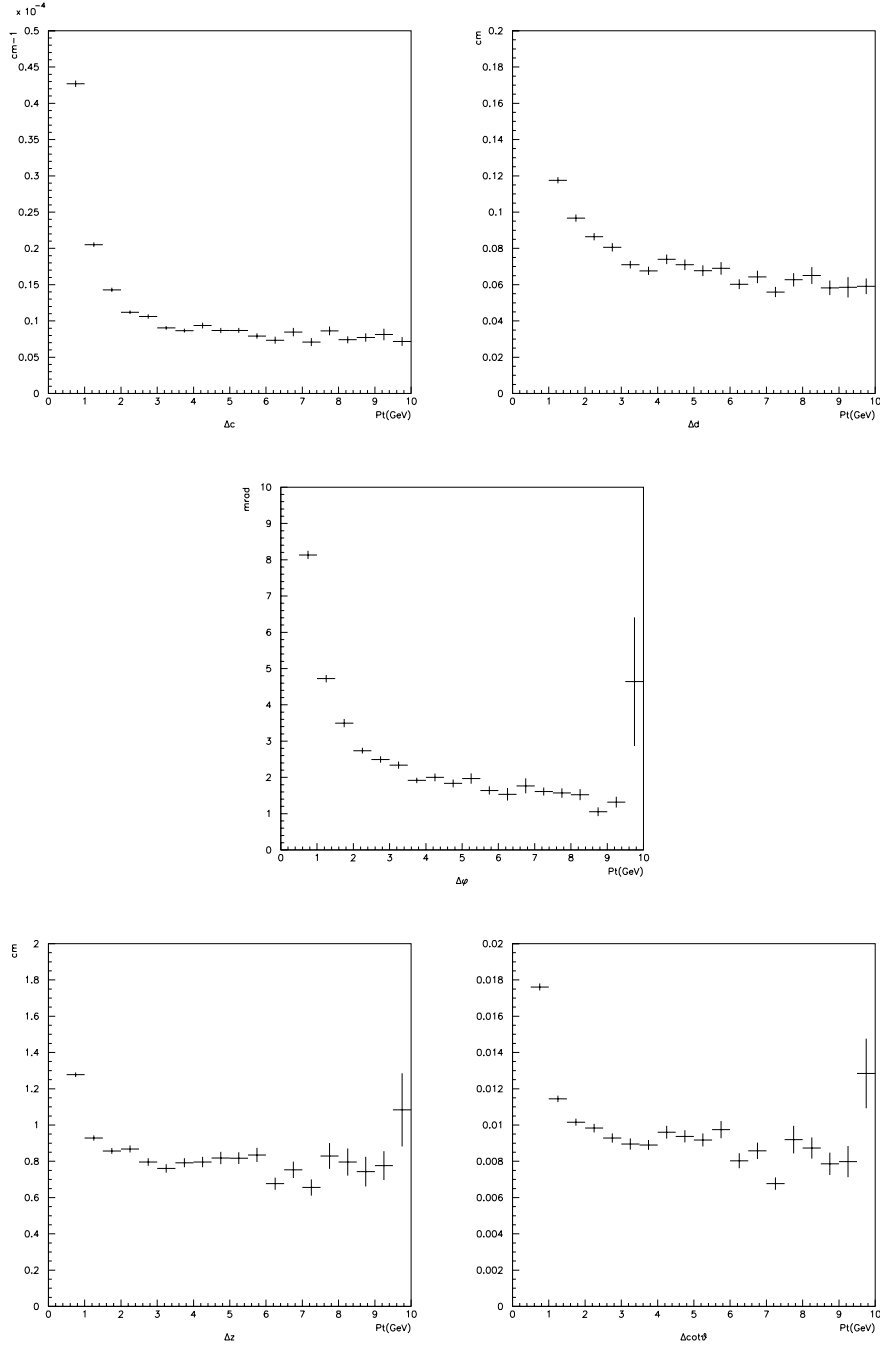 x 10⁻⁴
cm-1
0.5
0.45
0.4
0.35
0.3
0.25
0.2
0.15
0.1
0.05
0
0 1 2 3 4 5 6 7 8 9 10
Pt(GeV)
Δc
cm
0.2
0.18
0.16
0.14
0.12
0.1
0.08
0.06
0.04
0.02
0
0 1 2 3 4 5 6 7 8 9 10
Pt(GeV)
Δd
mrad
10
9
8
7
6
5
4
3
2
1
0
0 1 2 3 4 5 6 7 8 9 10
Pt(GeV)
Δφ
cm
2
1.8
1.6
1.4
1.2
1
0.8
0.6
0.4
0.2
0
0 1 2 3 4 5 6 7 8 9 10
Pt(GeV)
Δz
0.02
0.018
0.016
0.014
0.012
0.01
0.008
0.006
0.004
0.002
0
0 1 2 3 4 5 6 7 8 9 10
Pt(GeV)
Δcotϑ